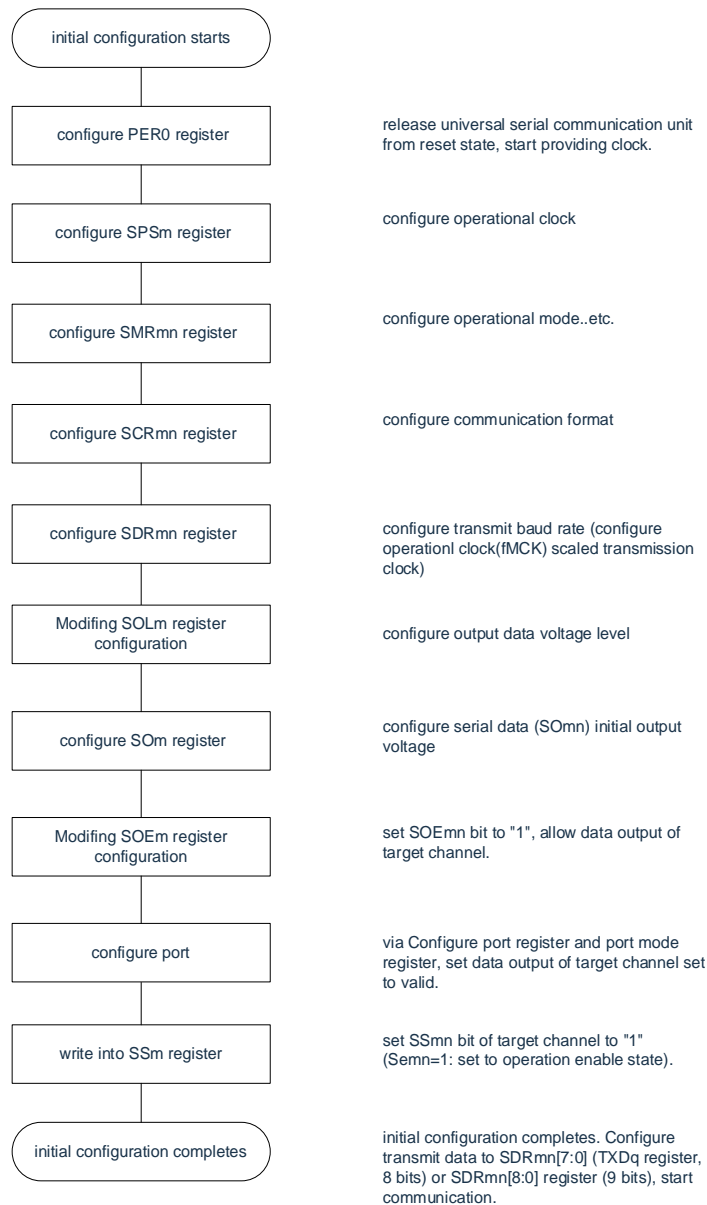 initial configuration starts
configure PER0 register
release universal serial communication unit
from reset state, start providing clock.
configure SPSm register
configure operational clock
configure SMRmn register
configure operational mode..etc.
configure SCRmn register
configure communication format
configure SDRmn register
configure transmit baud rate (configure
operationl clock(fMCK) scaled transmission
clock)
Modifing SOLm register
configuration
configure output data voltage level
configure SOm register
configure serial data (SOmn) initial output
voltage
Modifing SOEm register
configuration
set SOEmn bit to "1", allow data output of
target channel.
configure port
via Configure port register and port mode
register, set data output of target channel set
to valid.
write into SSm register
set SSmn bit of target channel to "1"
(Semn=1: set to operation enable state).
initial configuration completes
initial configuration completes. Configure
transmit data to SDRmn[7:0] (TXDq register,
8 bits) or SDRmn[8:0] register (9 bits), start
communication.